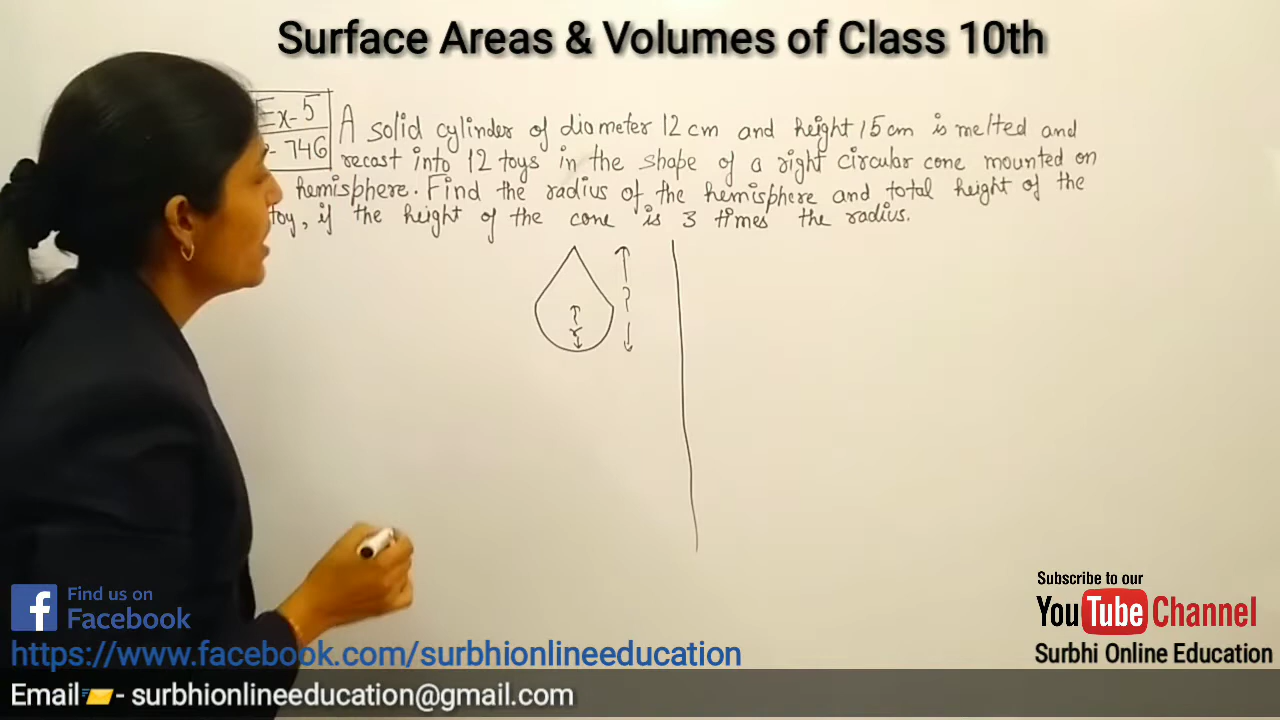 Surface Areas & Volumes of Class 10th
Ex-5
- 746
A solid cylinder of diameter 12 cm and height 15 cm is melted and
recast into 12 toys in the shape of a right circular cone mounted on
hemisphere. Find the radius of the hemisphere and total height of the
toy, if the height of the cone is 3 times the radius.
?
r
Find us on
Facebook
https://www.facebook.com/surbhionlineeducation
Email - surbhionlineeducation@gmail.com
Subscribe to our
YouTube Channel
Surbhi Online Education